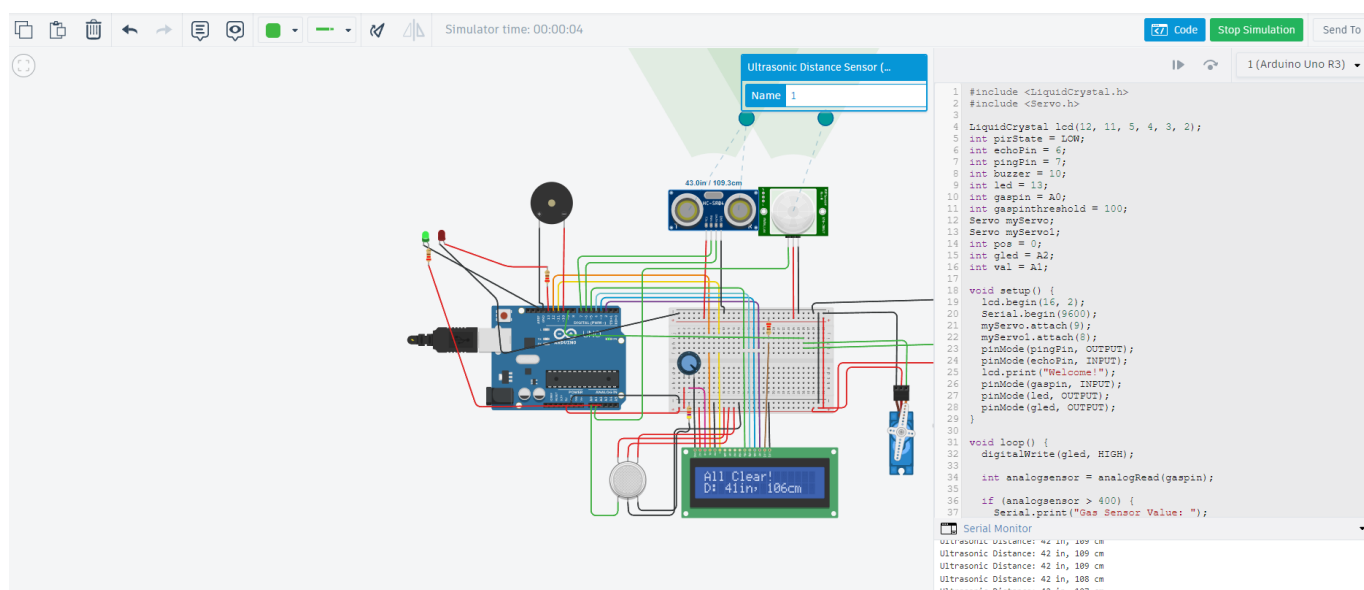 Simulator time: 00:00:04
Code
Stop Simulation
Send To
Ultrasonic Distance Sensor (...
Name 1
1 (Arduino Uno R3)
43.0in / 109.3cm
HC-SR04
All Clear!
D: 41in, 106cm
1 #include <LiquidCrystal.h>
2 #include <Servo.h>
3
4 LiquidCrystal lcd(12, 11, 5, 4, 3, 2);
5 int pirState = LOW;
6 int echoPin = 6;
7 int pingPin = 7;
8 int buzzer = 10;
9 int led = 13;
10 int gaspin = A0;
11 int gaspinthreshold = 100;
12 Servo myServo;
13 Servo myServo1;
14 int pos = 0;
15 int gled = A2;
16 int val = A1;
17
18 void setup() {
19 lcd.begin(16, 2);
20 Serial.begin(9600);
21 myServo.attach(9);
22 myServo1.attach(8);
23 pinMode(pingPin, OUTPUT);
24 pinMode(echoPin, INPUT);
25 lcd.print("Welcome!");
26 pinMode(gaspin, INPUT);
27 pinMode(led, OUTPUT);
28 pinMode(gled, OUTPUT);
29 }
30
31 void loop() {
32 digitalWrite(gled, HIGH);
33
34 int analogsensor = analogRead(gaspin);
35
36 if (analogsensor > 400) {
37 Serial.print("Gas Sensor Value: ");
Serial Monitor
Ultrasonic Distance: 42 in, 109 cm
Ultrasonic Distance: 42 in, 109 cm
Ultrasonic Distance: 42 in, 109 cm
Ultrasonic Distance: 42 in, 108 cm